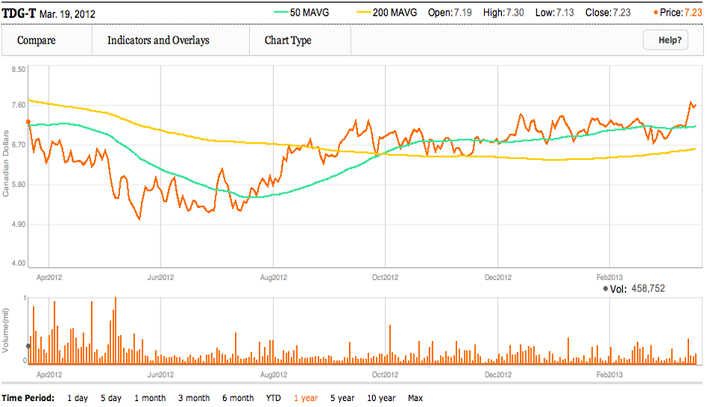 TDG-T Mar. 19, 2012 50 MAVG 200 MAVG Open: 7.19 High: 7.30 Low: 7.13 Close: 7.23 Price: 7.23
Compare Indicators and Overlays Chart Type Help?
8.50
7.60
6.70
5.80
4.90
4.00
Canadian Dollars
Apr2012 Jun2012 Aug2012 Oct2012 Dec2012 Feb2013
Vol: 458,752
1
0
Volume(mil)
Apr2012 Jun2012 Aug2012 Oct2012 Dec2012 Feb2013
Time Period: 1 day 5 day 1 month 3 month 6 month YTD 1 year 5 year 10 year Max